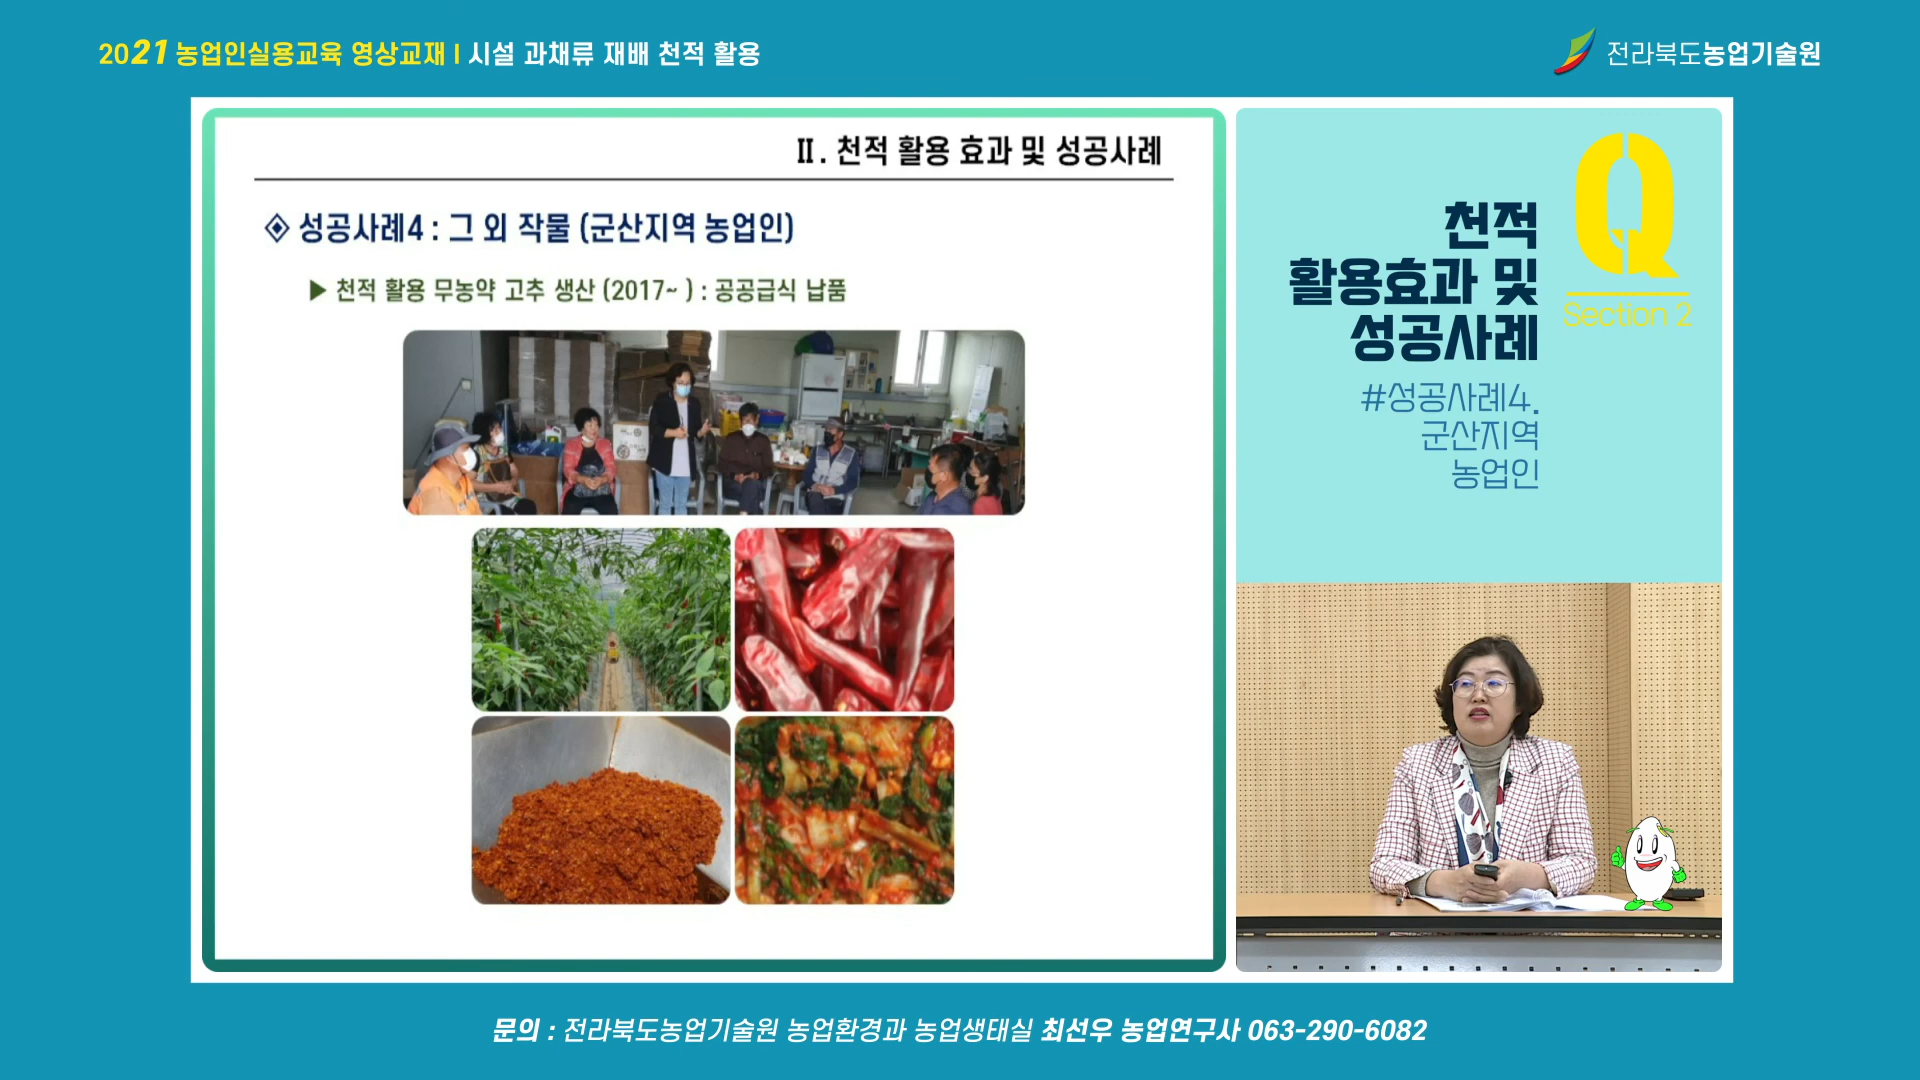 2021 농업인실용교육 영상교재 I 시설 과채류 재배 천적 활용
전라북도농업기술원
II. 천적 활용 효과 및 성공사례
성공사례4 : 그 외 작물 (군산지역 농업인)
▶ 천적 활용 무농약 고추 생산 (2017~ ) : 공공급식 납품
천적
활용효과 및
성공사례
Q
Section 2
#성공사례4.
군산지역
농업인
문의 : 전라북도농업기술원 농업환경과 농업생태실 최선우 농업연구사 063-290-6082